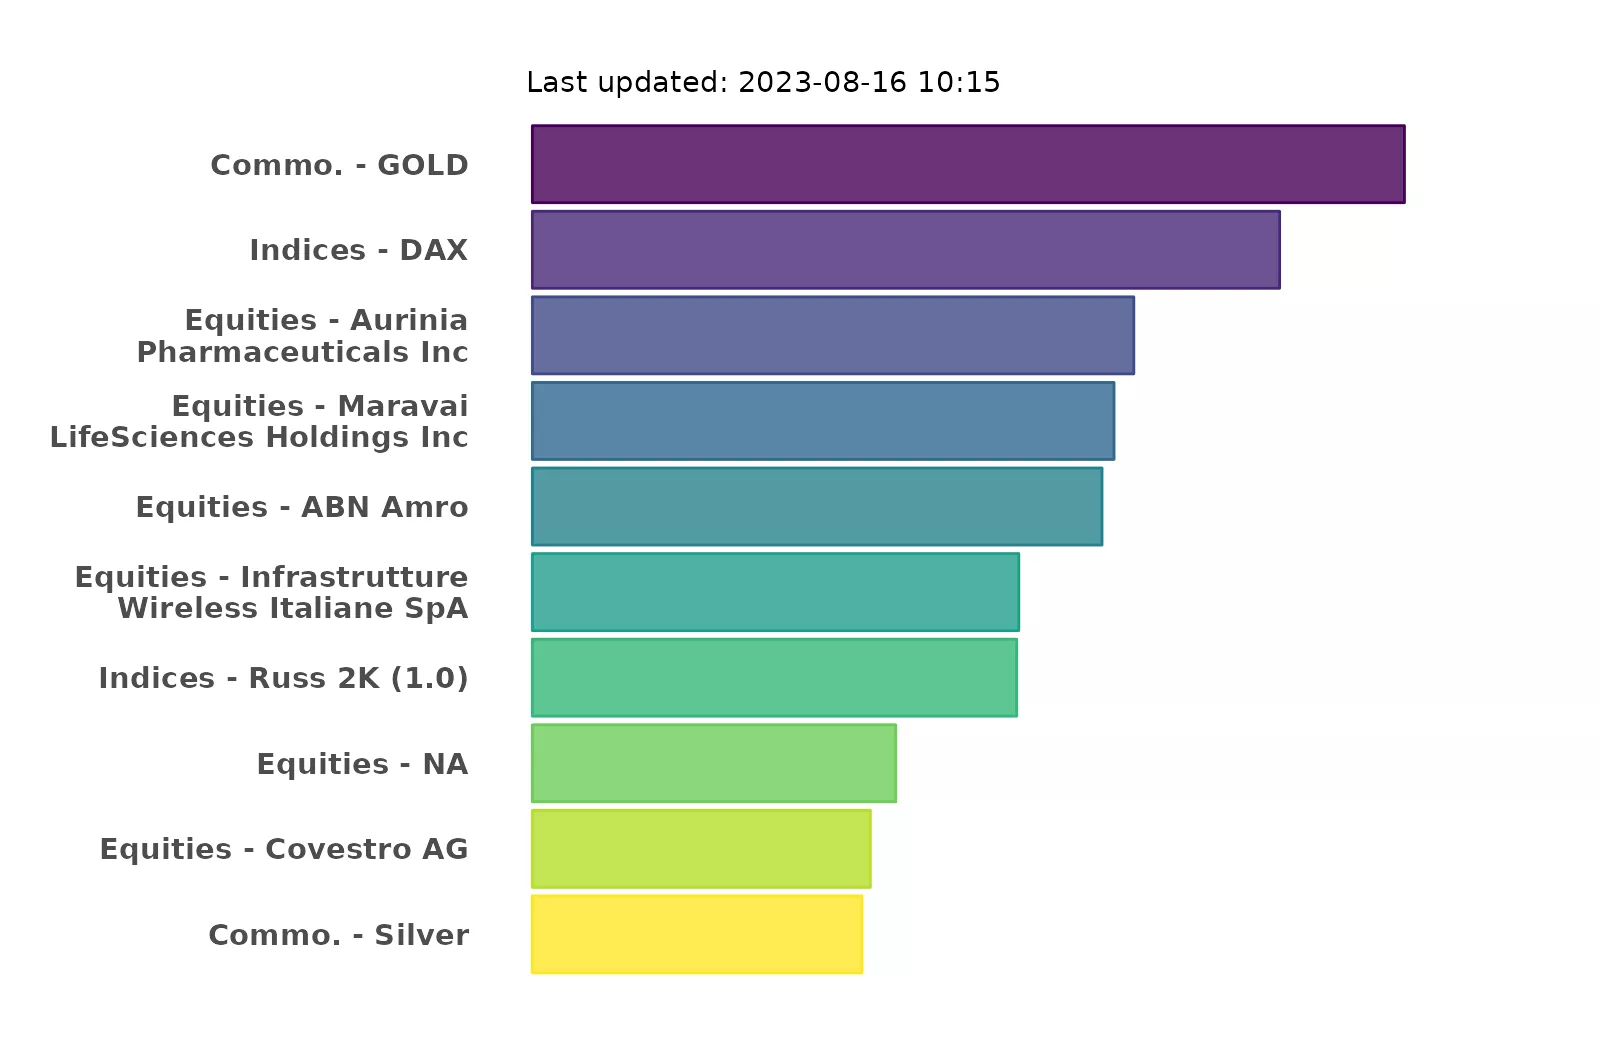 Last updated: 2023-08-16 10:15
Commo. - GOLD
Indices - DAX
Equities - Aurinia
Pharmaceuticals Inc
Equities - Maravai
LifeSciences Holdings Inc
Equities - ABN Amro
Equities - Infrastrutture
Wireless Italiane SpA
Indices - Russ 2K (1.0)
Equities - NA
Equities - Covestro AG
Commo. - Silver